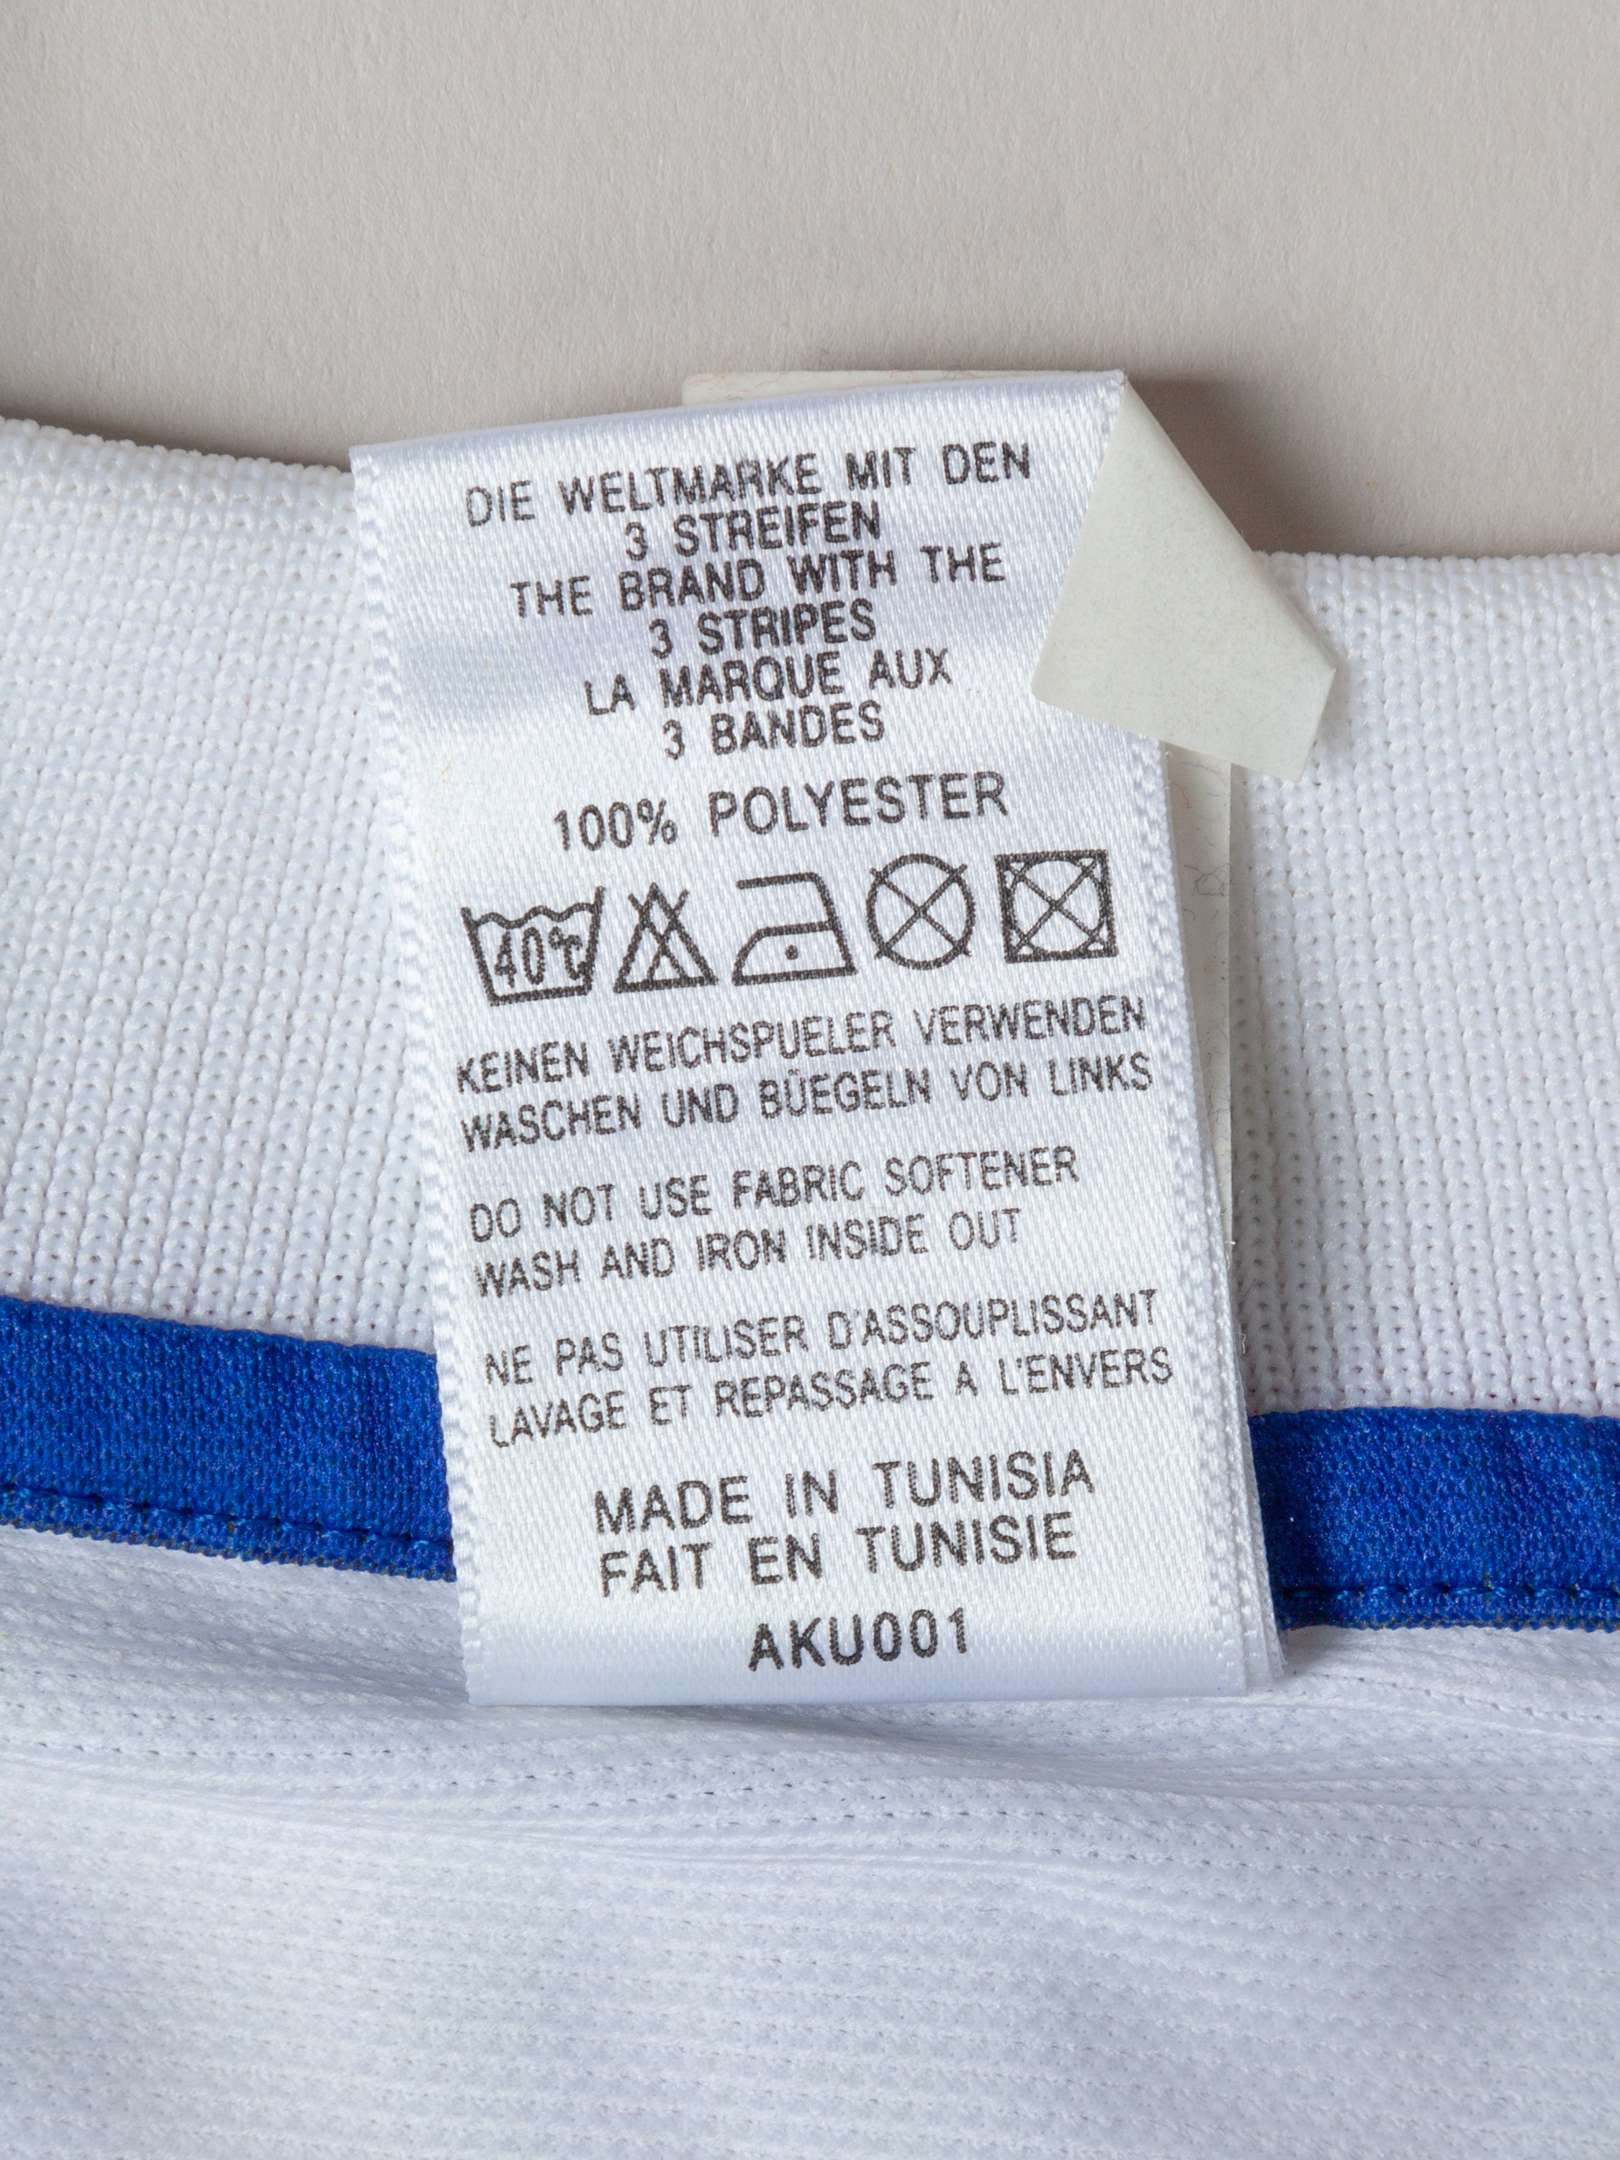 DIE WELTMARKE MIT DEN
3 STREIFEN
THE BRAND WITH THE
3 STRIPES
LA MARQUE AUX
3 BANDES
100% POLYESTER
40°C
KEINEN WEICHSPUELER VERWENDEN
WASCHEN UND BÜEGELN VON LINKS
DO NOT USE FABRIC SOFTENER
WASH AND IRON INSIDE OUT
NE PAS UTILISER D'ASSOUPLISSANT
LAVAGE ET REPASSAGE A L'ENVERS
MADE IN TUNISIA
FAIT EN TUNISIE
AKU001